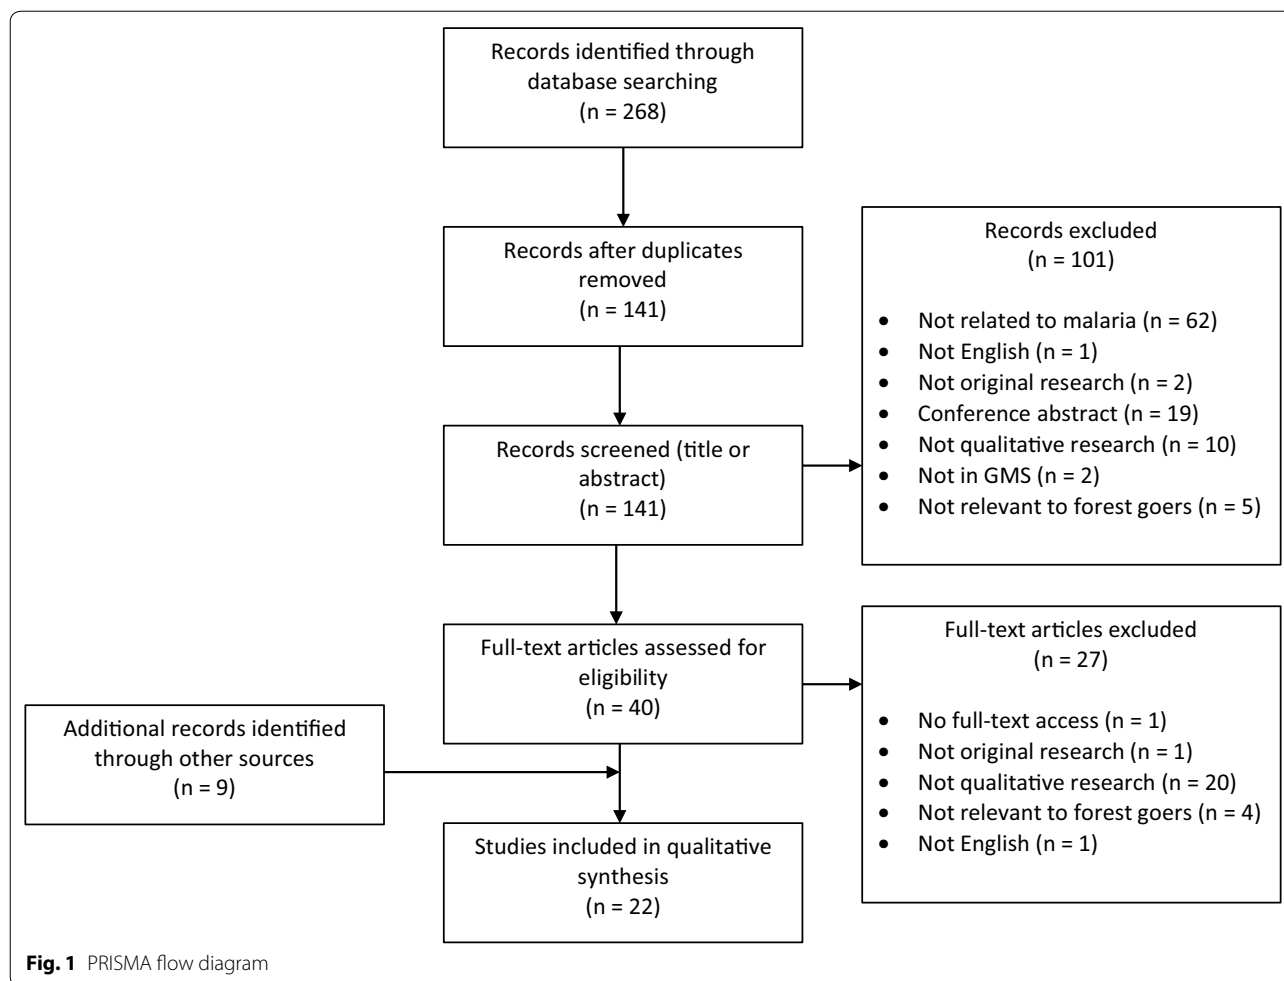 Records identified through
database searching
(n = 268)
Records after duplicates
removed
(n = 141)
Records screened (title or
abstract)
(n = 141)
Records excluded
(n = 101)
• Not related to malaria (n = 62)
• Not English (n = 1)
• Not original research (n = 2)
• Conference abstract (n = 19)
• Not qualitative research (n = 10)
• Not in GMS (n = 2)
• Not relevant to forest goers (n = 5)
Full-text articles assessed for
eligibility
(n = 40)
Full-text articles excluded
(n = 27)
• No full-text access (n = 1)
• Not original research (n = 1)
• Not qualitative research (n = 20)
• Not relevant to forest goers (n = 4)
• Not English (n = 1)
Additional records identified
through other sources
(n = 9)
Studies included in qualitative
synthesis
(n = 22)
Fig. 1 PRISMA flow diagram